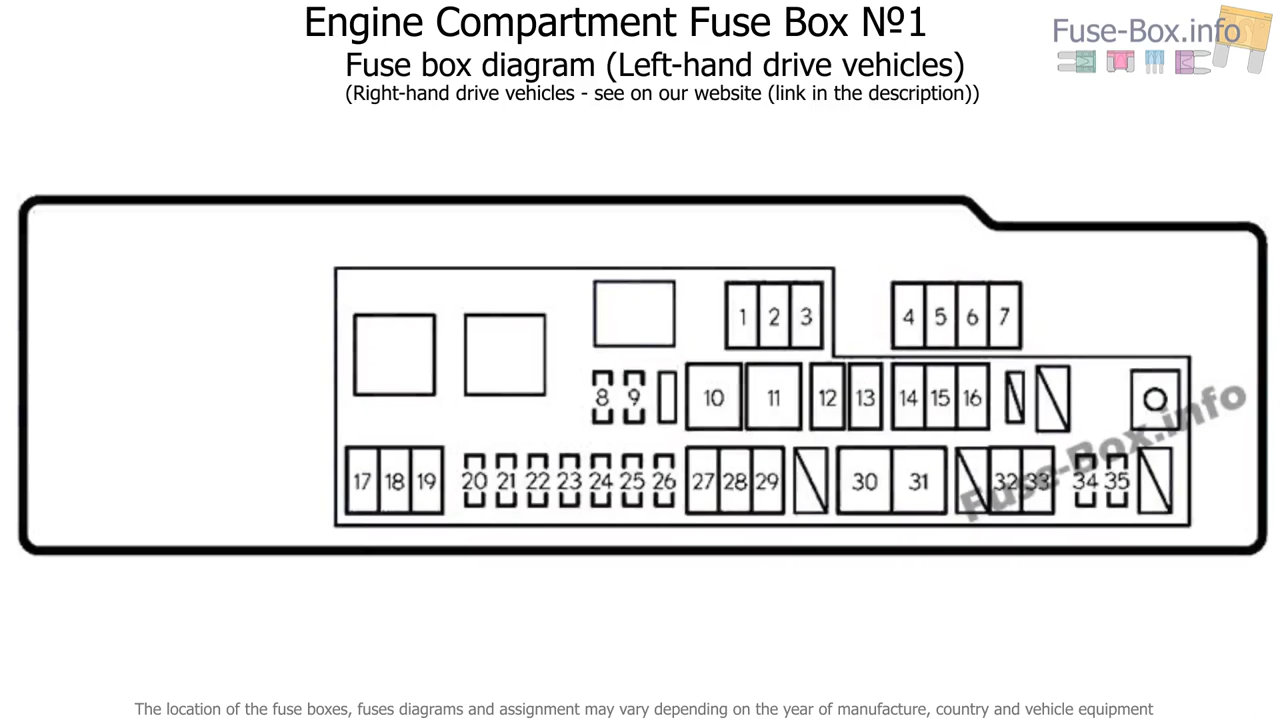 Engine Compartment Fuse Box №1
Fuse-Box.info
Fuse box diagram (Left-hand drive vehicles)
(Right-hand drive vehicles - see on our website (link in the description))
1 2 3 4 5 6 7
8 9 10 11 12 13 14 15 16
17 18 19 20 21 22 23 24 25 26 27 28 29 30 31 32 33 34 35
Fuse-Box.info
The location of the fuse boxes, fuses diagrams and assignment may vary depending on the year of manufacture, country and vehicle equipment